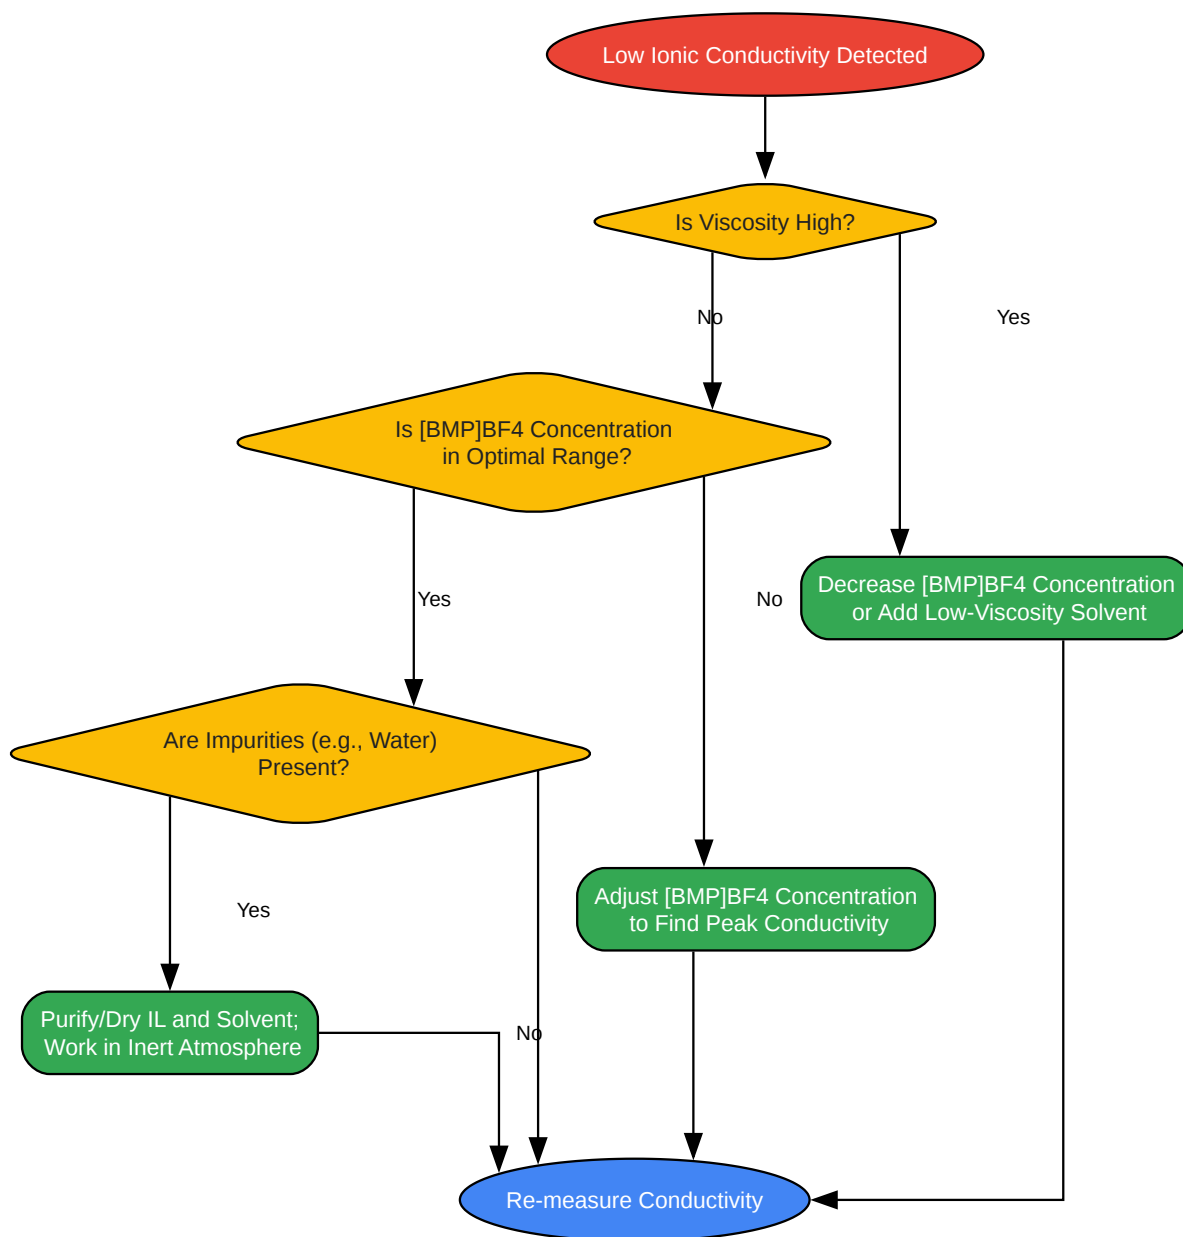 Low Ionic Conductivity Detected
Is Viscosity High?
No
Yes
Is [BMP]BF4 Concentration
in Optimal Range?
Yes
No
Decrease [BMP]BF4 Concentration
or Add Low-Viscosity Solvent
Are Impurities (e.g., Water)
Present?
Yes
Adjust [BMP]BF4 Concentration
to Find Peak Conductivity
Purify/Dry IL and Solvent;
Work in Inert Atmosphere
No
Re-measure Conductivity